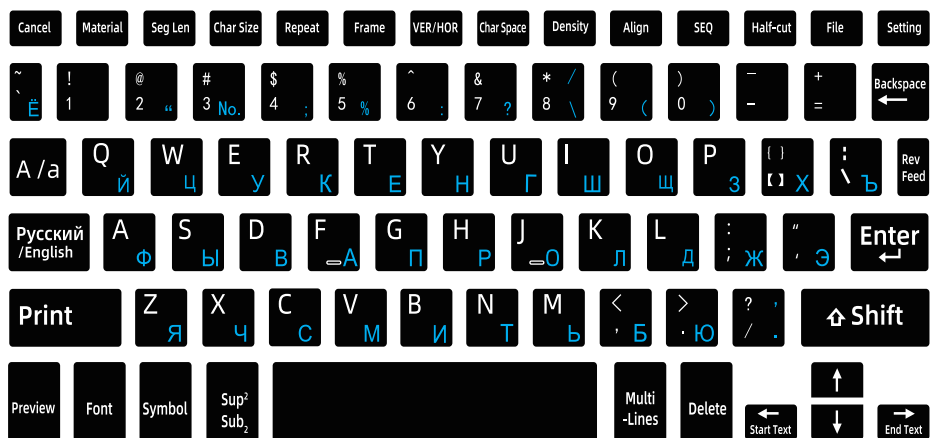 Cancel Material Seg Len Char Size Repeat Frame VER/HOR Char Space Density Align SEQ Half-cut File Setting
~ ! @ # $ % ^ & * / ( ) — + Backspace
` Ё 1 2 “ 3 No. 4 ; 5 % 6 : 7 ? 8 \ 9 ( 0 ) - = ←
A/a Q Й W Ц E У R К T Е Y Н U Г I Ш O Щ P З { } 【 】 Х : \ Ъ Rev
Feed
Русский
/English A Ф S Ы D В F А G П H Р J О K Л L Д : ; Ж " ' Э Enter
↵
Print Z Я X Ч C С V М B И N Т M Ь < , Б > . Ю ? / ’ . ⇧ Shift
Preview Font Symbol Sup²
Sub₂
Multi
-Lines
Delete ← Start Text ↑ ↓ → End Text